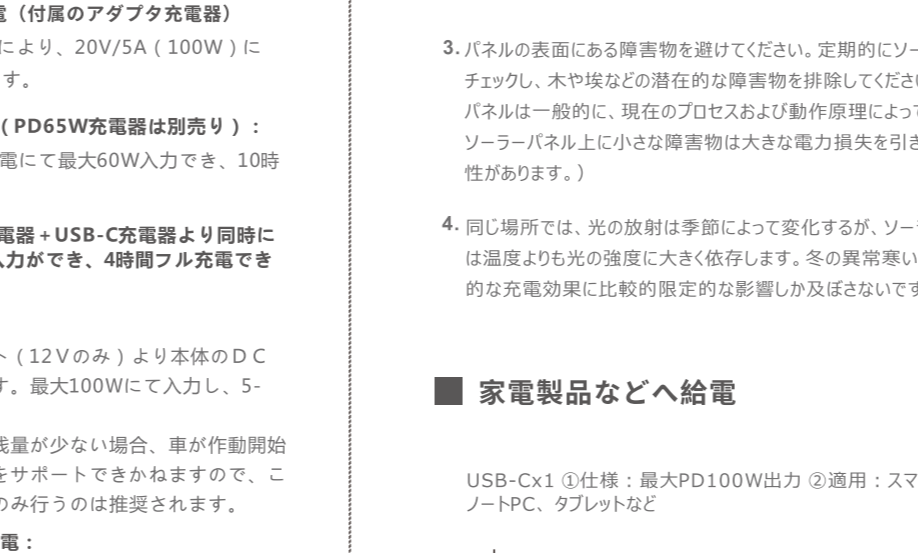 電（付属のアダプタ充電器）
により、20V/5A（100W）に
す。
（PD65W充電器は別売り）：
電にて最大60W入力でき、10時
電器+USB-C充電器より同時に
入力ができ、4時間フル充電でき
ト（12Vのみ）より本体のＤＣ
す。最大100Wにて入力し、5-
残量が少ない場合、車が作動開始
をサポートできかねますので、こ
のみ行うのは推奨されます。
電：
3. パネルの表面にある障害物を避けてください。定期的にソー
チェックし、木や埃などの潜在的な障害物を排除してくださ
パネルは一般的に、現在のプロセスおよび動作原理によって
ソーラーパネル上に小さな障害物は大きな電力損失を引き
性があります。）
4. 同じ場所では、光の放射は季節によって変化するが、ソー
は温度よりも光の強度に大きく依存します。冬の異常寒い
的な充電効果に比較的限定的な影響しか及ぼさないです
■ 家電製品などへ給電
USB-Cx1 ①仕様：最大PD100W出力 ②適用：スマ
ノートPC、タブレットなど